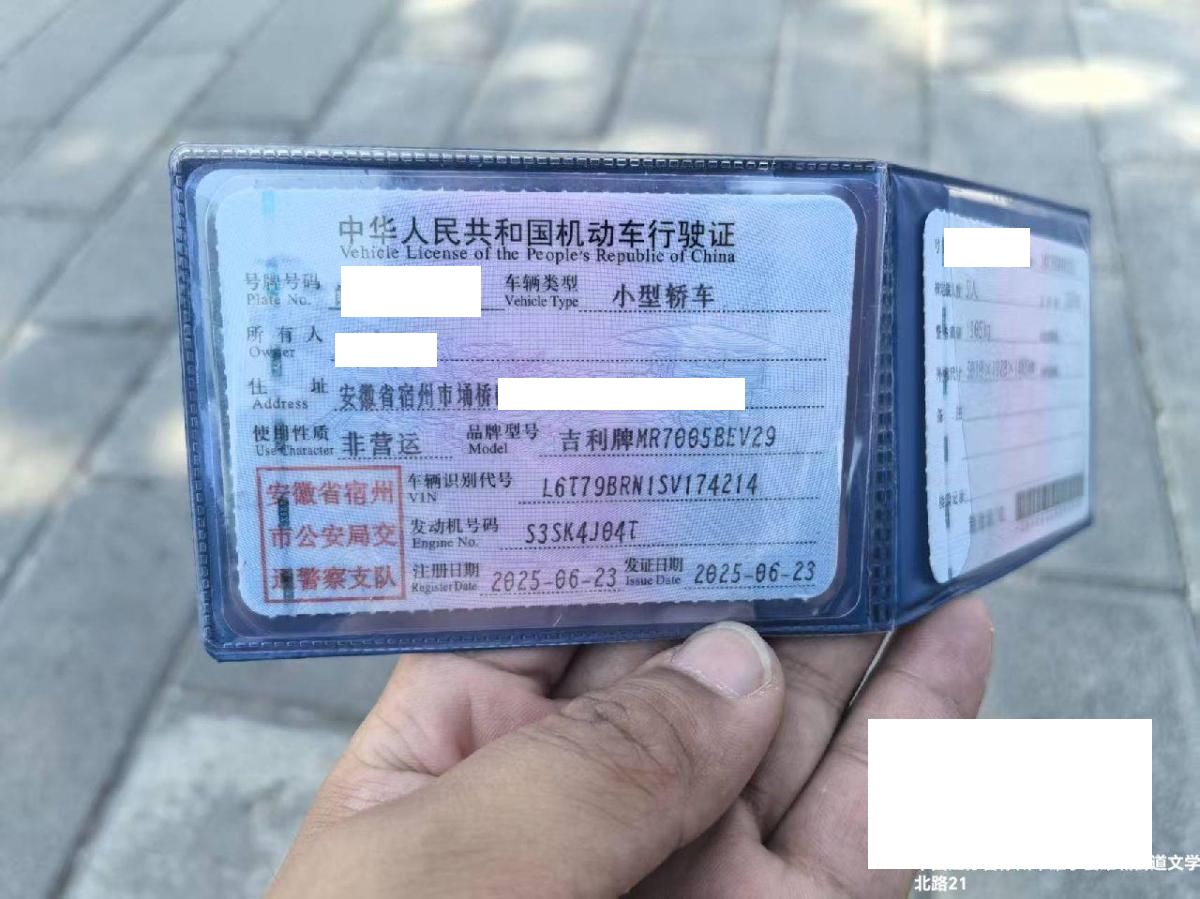 中华人民共和国机动车行驶证
Vehicle License of the People's Republic of China
号牌号码
Plate No.
车辆类型 小型轿车
Vehicle Type
所有人
Owner
住址 安徽省宿州市埇桥
Address
使用性质 非营运
Use Character
品牌型号 吉利牌MR7005BEV29
Model
车辆识别代号 L6T79BRN1SV174214
VIN
发动机号码 S3SK4J04T
Engine No.
注册日期 2025-06-23
Register Date
发证日期 2025-06-23
Issue Date
安徽省宿州
市公安局交
通警察支队
道文学
北路21